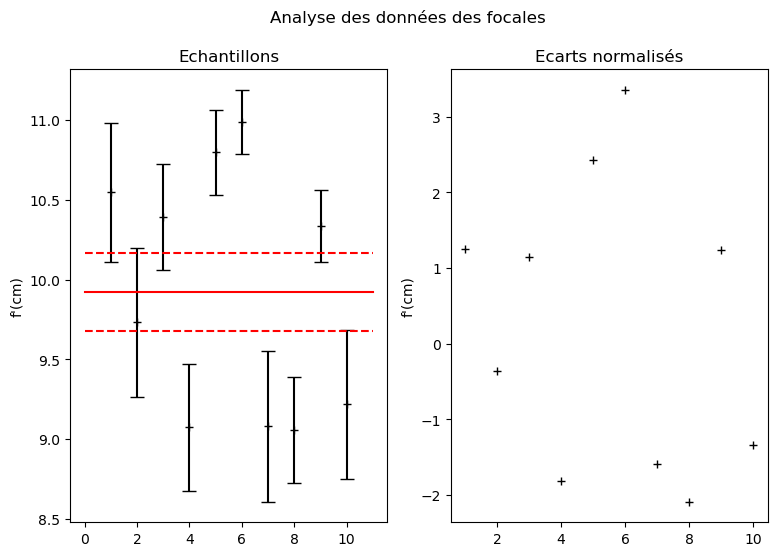 Analyse des données des focales
Echantillons
Ecarts normalisés
f'(cm)
11.0
10.5
10.0
9.5
9.0
8.5
0 2 4 6 8 10
f'(cm)
3
2
1
0
−1
−2
2 4 6 8 10